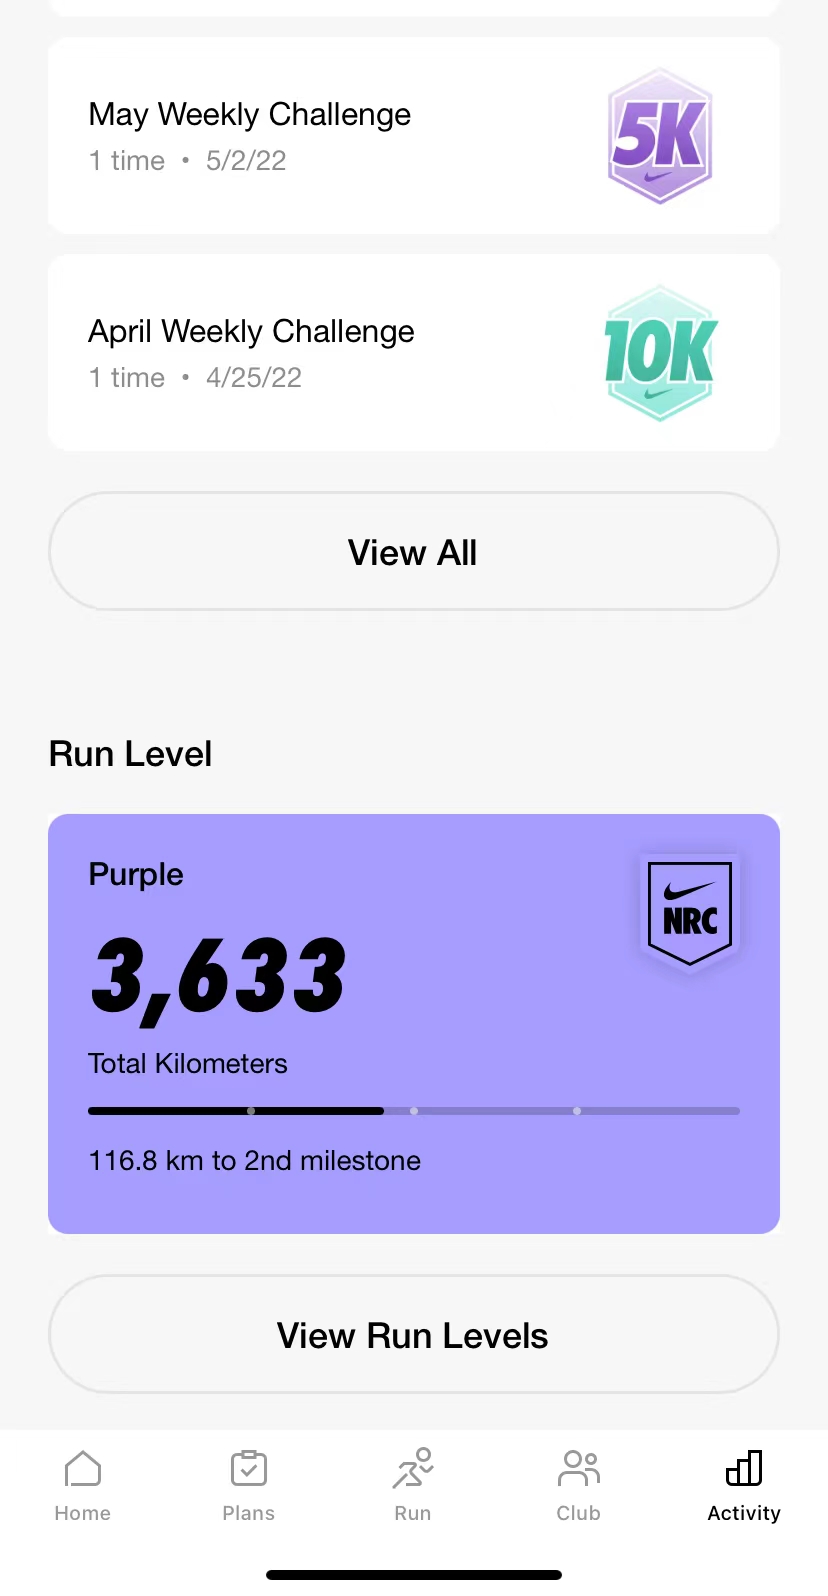 May Weekly Challenge
1 time • 5/2/22
5K
April Weekly Challenge
1 time • 4/25/22
10K
View All
Run Level
Purple
NRC
3,633
Total Kilometers
116.8 km to 2nd milestone
View Run Levels
Home
Plans
Run
Club
Activity